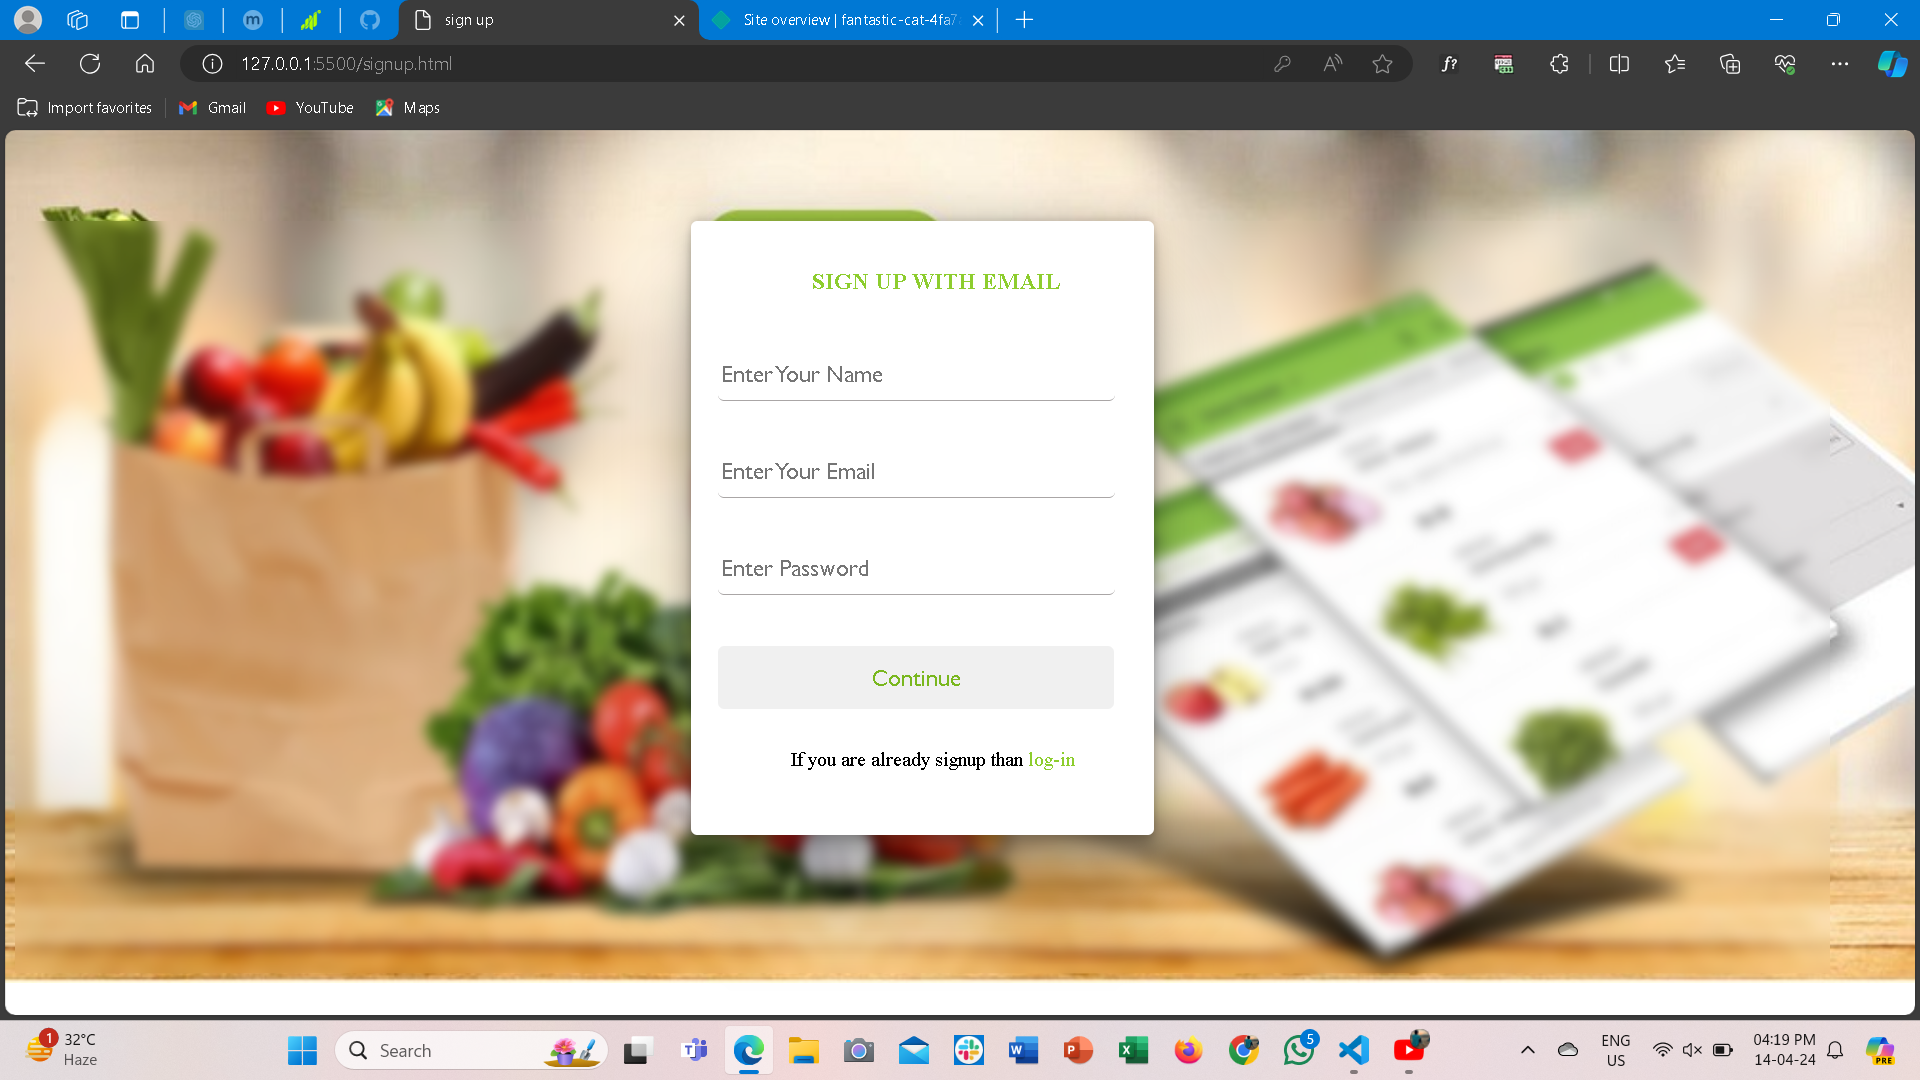 sign up
Site overview | fantastic-cat-4fa7
127.0.0.1:5500/signup.html
Import favorites
Gmail
YouTube
Maps
SIGN UP WITH EMAIL
Enter Your Name
Enter Your Email
Enter Password
Continue
If you are already signup than log-in
1
32°C
Haze
Search
5
ENG
US
04:19 PM
14-04-24
PRE